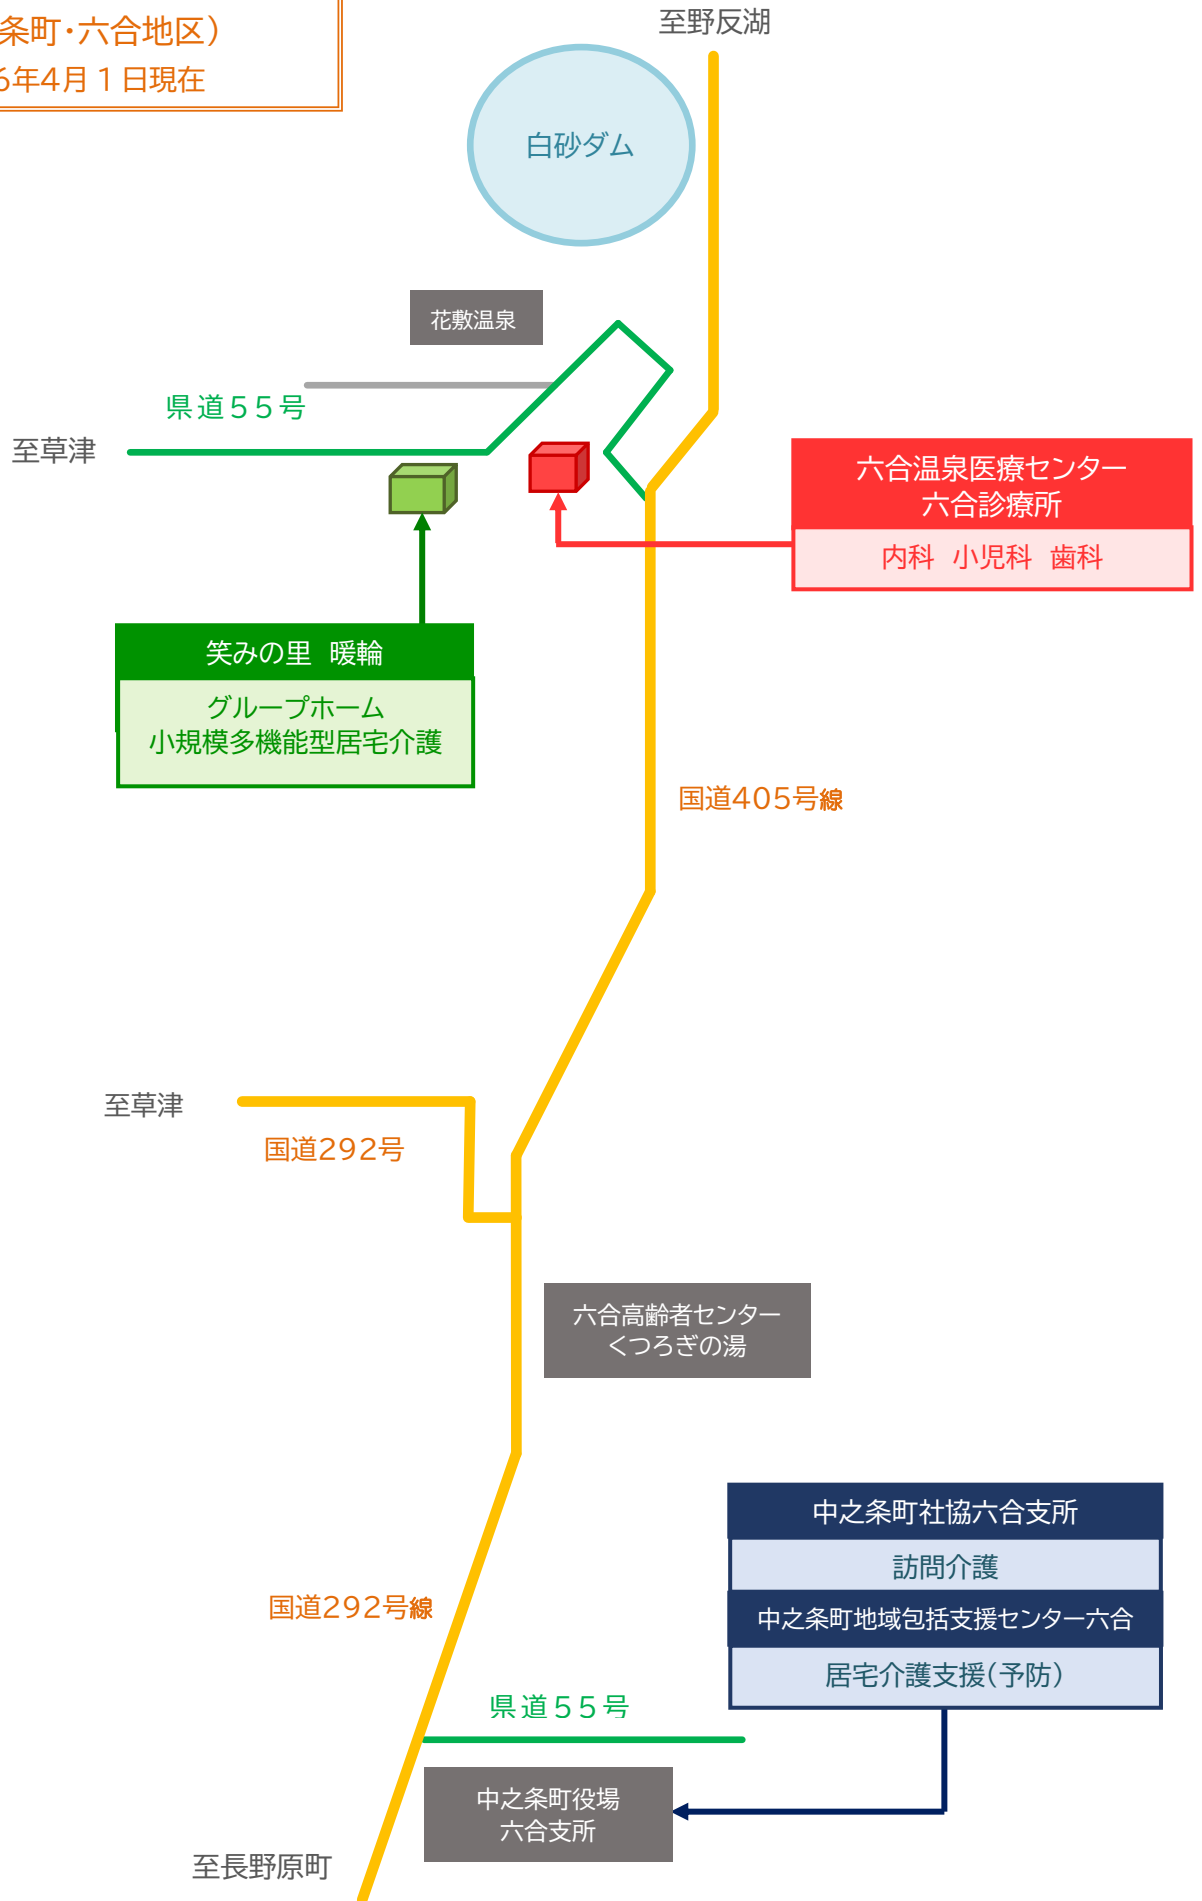 条町・六合地区）
6年4月１日現在
至野反湖
白砂ダム
花敷温泉
県道５５号
至草津
六合温泉医療センター
六合診療所
内科　小児科　歯科
笑みの里　暖輪
グループホーム
小規模多機能型居宅介護
国道405号線
至草津
国道292号
六合高齢者センター
くつろぎの湯
中之条町社協六合支所
訪問介護
中之条町地域包括支援センター六合
居宅介護支援（予防）
国道292号線
県道５５号
中之条町役場
六合支所
至長野原町